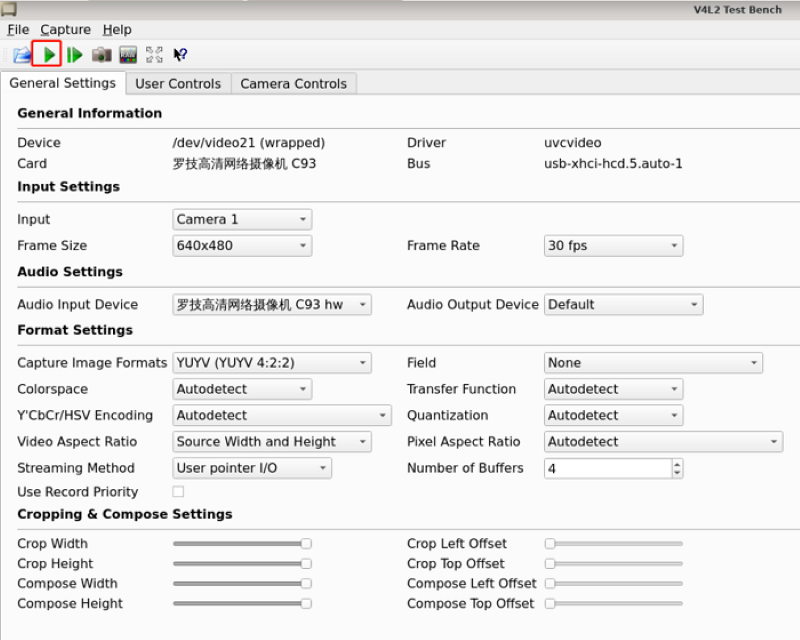 V4L2 Test Bench
File Capture Help
General Settings User Controls Camera Controls
General Information
Device /dev/video21 (wrapped) Driver uvcvideo
Card 罗技高清网络摄像机 C93 Bus usb-xhci-hcd.5.auto-1
Input Settings
Input Camera 1
Frame Size 640x480 Frame Rate 30 fps
Audio Settings
Audio Input Device 罗技高清网络摄像机 C93 hw Audio Output Device Default
Format Settings
Capture Image Formats YUYV (YUYV 4:2:2) Field None
Colorspace Autodetect Transfer Function Autodetect
Y'CbCr/HSV Encoding Autodetect Quantization Autodetect
Video Aspect Ratio Source Width and Height Pixel Aspect Ratio Autodetect
Streaming Method User pointer I/O Number of Buffers 4
Use Record Priority
Cropping & Compose Settings
Crop Width Crop Left Offset
Crop Height Crop Top Offset
Compose Width Compose Left Offset
Compose Height Compose Top Offset